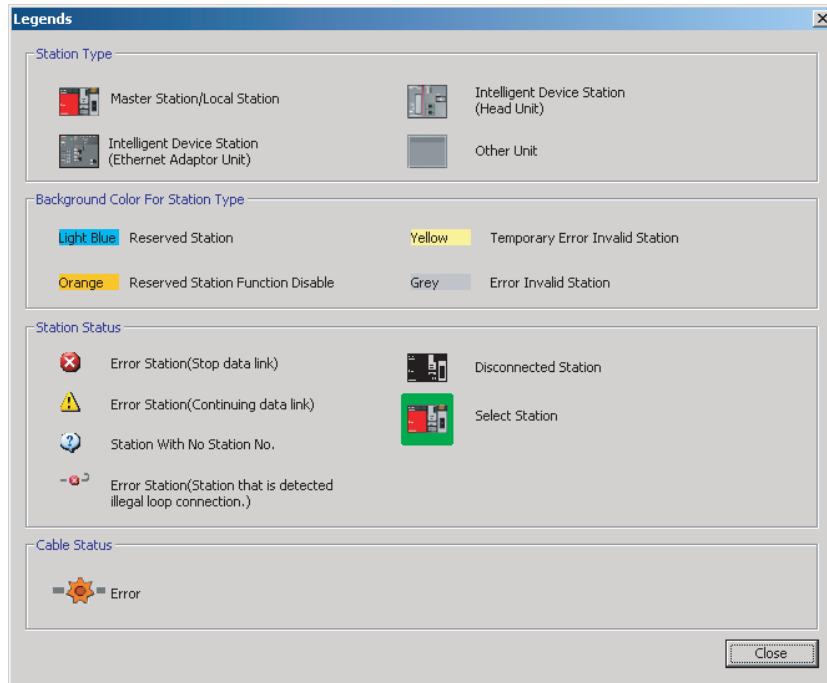 Legends
Station Type
Master Station/Local Station
Intelligent Device Station
(Head Unit)
Intelligent Device Station
(Ethernet Adaptor Unit)
Other Unit
Background Color For Station Type
Light Blue Reserved Station
Yellow Temporary Error Invalid Station
Orange Reserved Station Function Disable
Grey Error Invalid Station
Station Status
Error Station(Stop data link)
Disconnected Station
Error Station(Continuing data link)
Select Station
Station With No Station No.
Error Station(Station that is detected
illegal loop connection.)
Cable Status
Error
Close